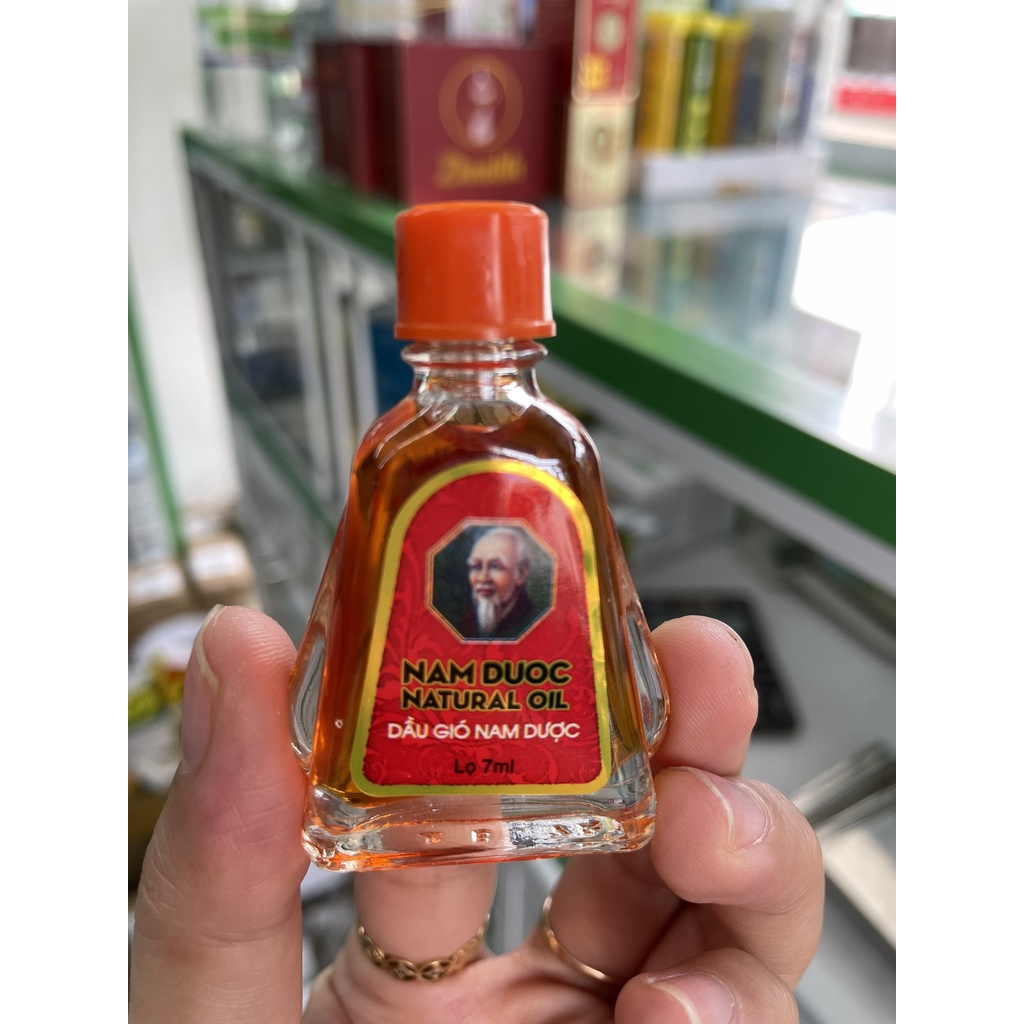 NAM DUOC
NATURAL OIL
DẦU GIÓ NAM DƯỢC
Lọ 7ml